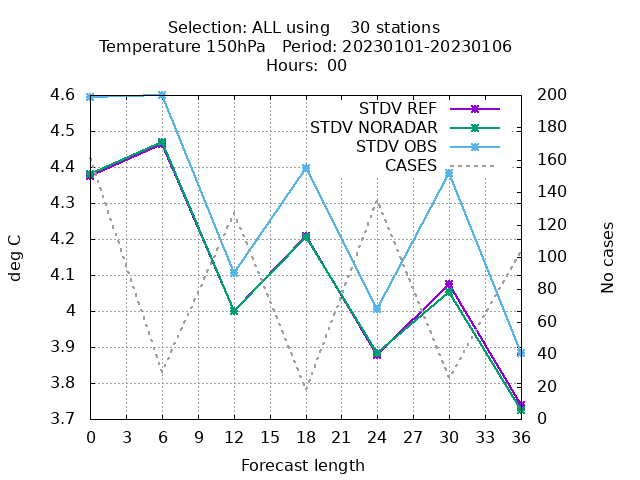 Selection: ALL using    30 stations
Temperature 150hPa   Period: 20230101-20230106
Hours:  00
4.6
4.5
4.4
4.3
4.2
4.1
4
3.9
3.8
3.7
deg C
STDV REF
STDV NORADAR
STDV OBS
CASES
200
180
160
140
120
100
80
60
40
20
0
No cases
0 3 6 9 12 15 18 21 24 27 30 33 36
Forecast length